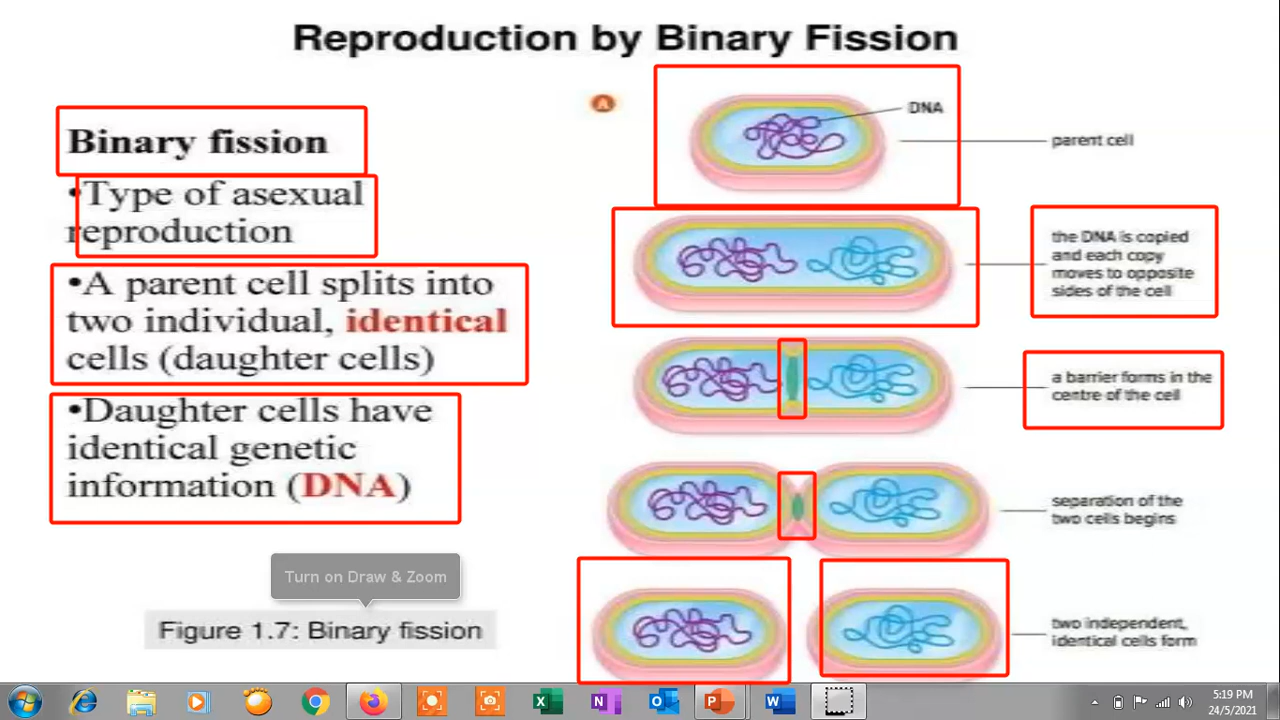 Reproduction by Binary Fission
Binary fission
•Type of asexual
reproduction
•A parent cell splits into
two individual, identical
cells (daughter cells)
•Daughter cells have
identical genetic
information (DNA)
Turn on Draw & Zoom
Figure 1.7: Binary fission
A
DNA
parent cell
the DNA is copied
and each copy
moves to opposite
sides of the cell
a barrier forms in the
centre of the cell
separation of the
two cells begins
two independent,
identical cells form
5:19 PM
24/5/2021